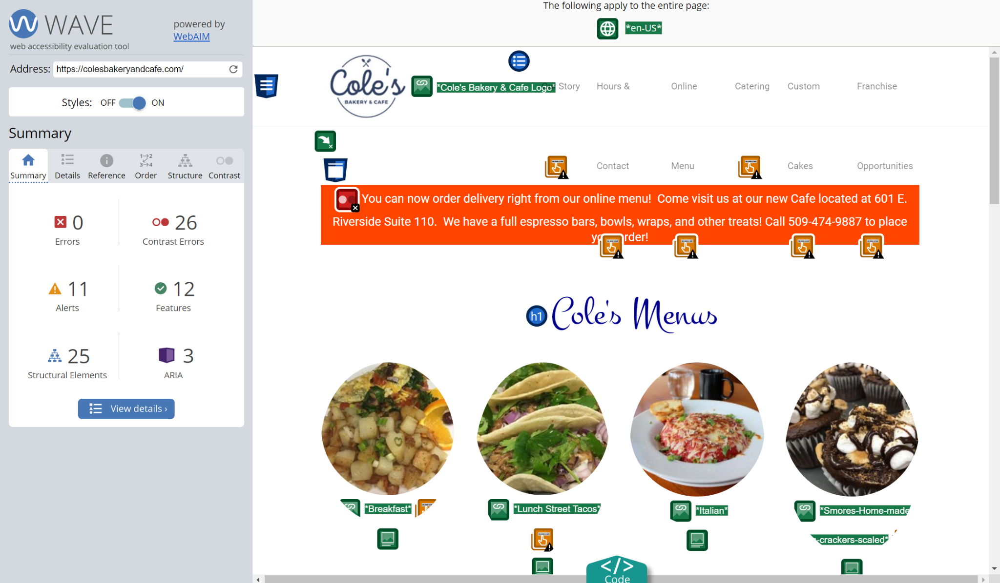 WAVE
powered by
WebAIM
web accessibility evaluation tool
Address: https://colesbakeryandcafe.com/
Styles: OFF ON
Summary
Summary Details Reference Order Structure Contrast
0
Errors
26
Contrast Errors
11
Alerts
12
Features
25
Structural Elements
3
ARIA
View details ›
The following apply to the entire page:
*en-US*
Cole's
BAKERY & CAFE
*Cole's Bakery & Cafe Logo*
Story Hours & Online Catering Custom Franchise
Contact Menu Cakes Opportunities
You can now order delivery right from our online menu! Come visit us at our new Cafe located at 601 E.
Riverside Suite 110. We have a full espresso bars, bowls, wraps, and other treats! Call 509-474-9887 to place
order!
h1 Cole's Menus
*Breakfast*
*Lunch Street Tacos*
*Italian*
*Smores-Home-made
-crackers-scaled*
</> Code